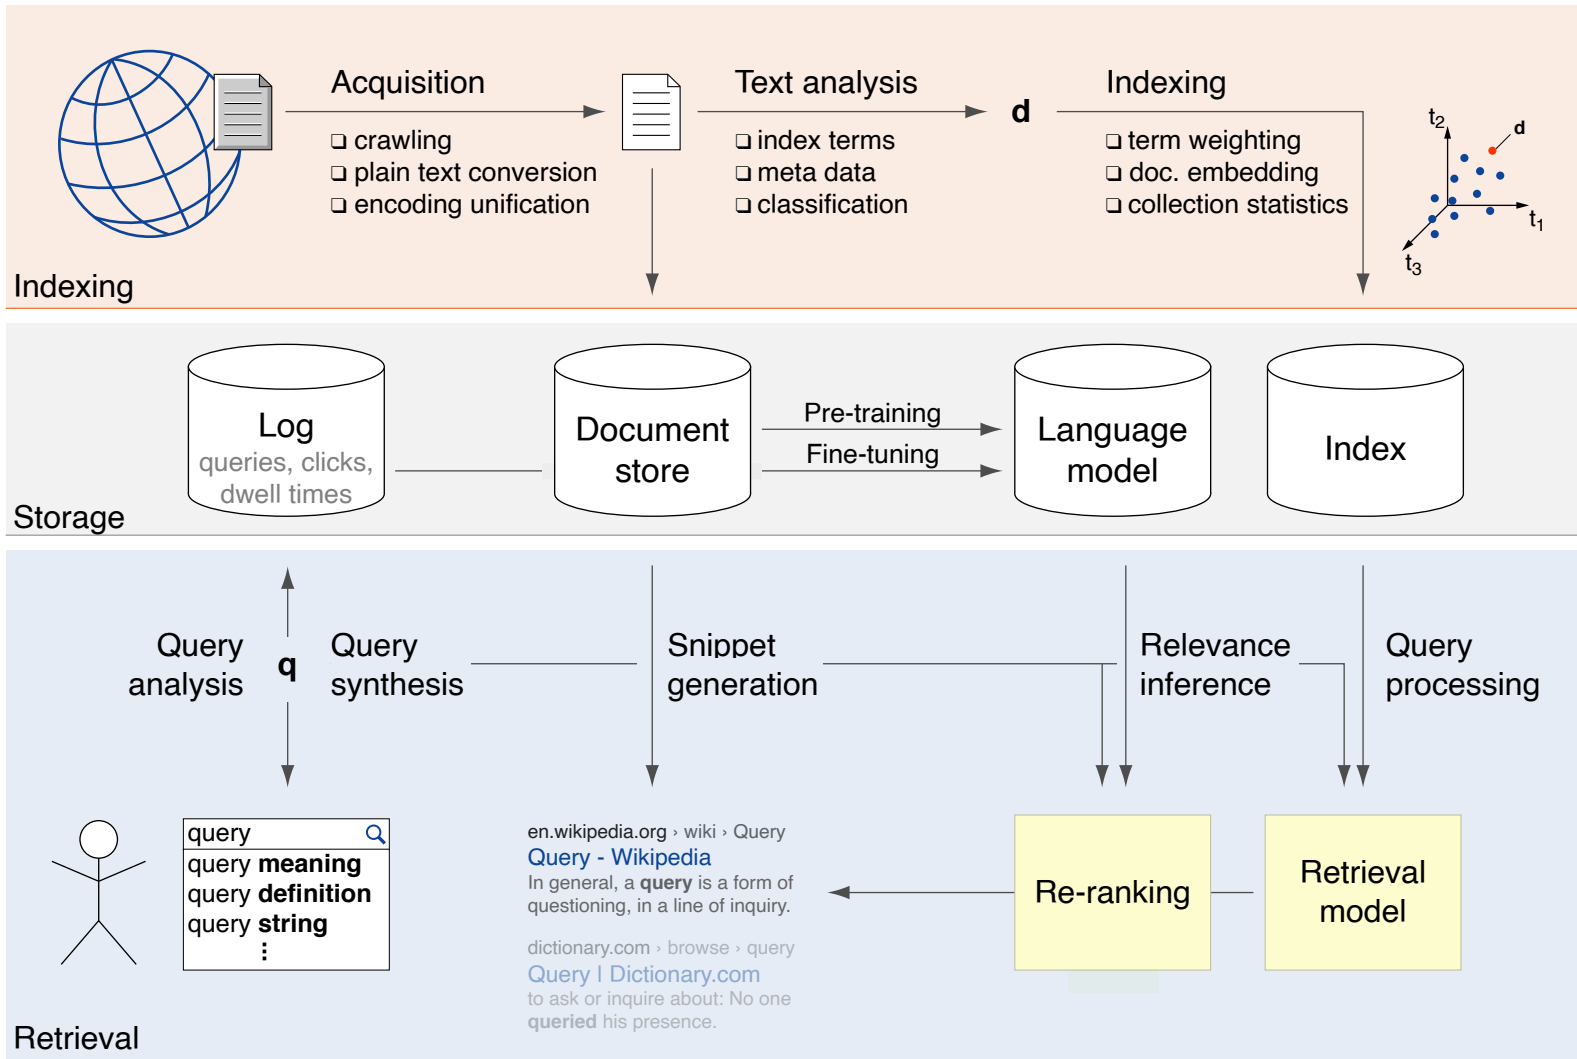 Acquisition
❏ crawling
❏ plain text conversion
❏ encoding unification
Text analysis
❏ index terms
❏ meta data
❏ classification
d
Indexing
❏ term weighting
❏ doc. embedding
❏ collection statistics
t2
d
t1
t3
Indexing
Log
queries, clicks,
dwell times
Document
store
Pre-training
Fine-tuning
Language
model
Index
Storage
Query
analysis
q
Query
synthesis
Snippet
generation
Relevance
inference
Query
processing
query
query meaning
query definition
query string
⋮
en.wikipedia.org › wiki › Query
Query - Wikipedia
In general, a query is a form of
questioning, in a line of inquiry.
dictionary.com › browse › query
Query | Dictionary.com
to ask or inquire about: No one
queried his presence.
Re-ranking
Retrieval
model
Retrieval